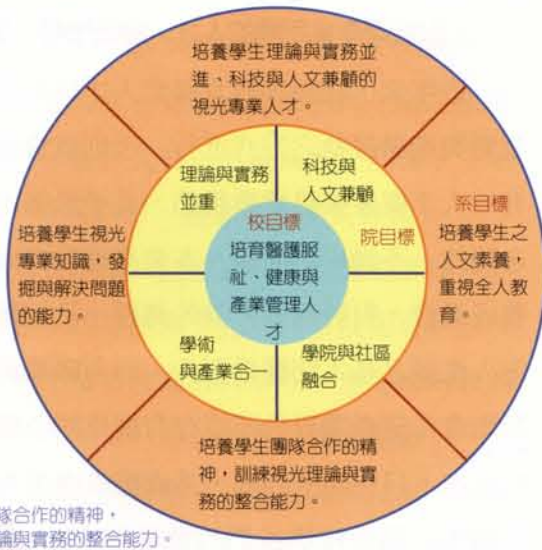 培養學生理論與實務並
進、科技與人文兼顧的
視光專業人才。
理論與實務
並重
科技與
人文兼顧
校目標
培育醫護服
祉、健康與
產業管理人
才
院目標
系目標
培養學生之
人文素養，
重視全人教
育。
培養學生視光
專業知識，發
掘與解決問題
的能力。
學術
與產業合一
學院與社區
融合
培養學生團隊合作的精
神，訓練視光理論與實
務的整合能力。
隊合作的精神，
論與實務的整合能力。